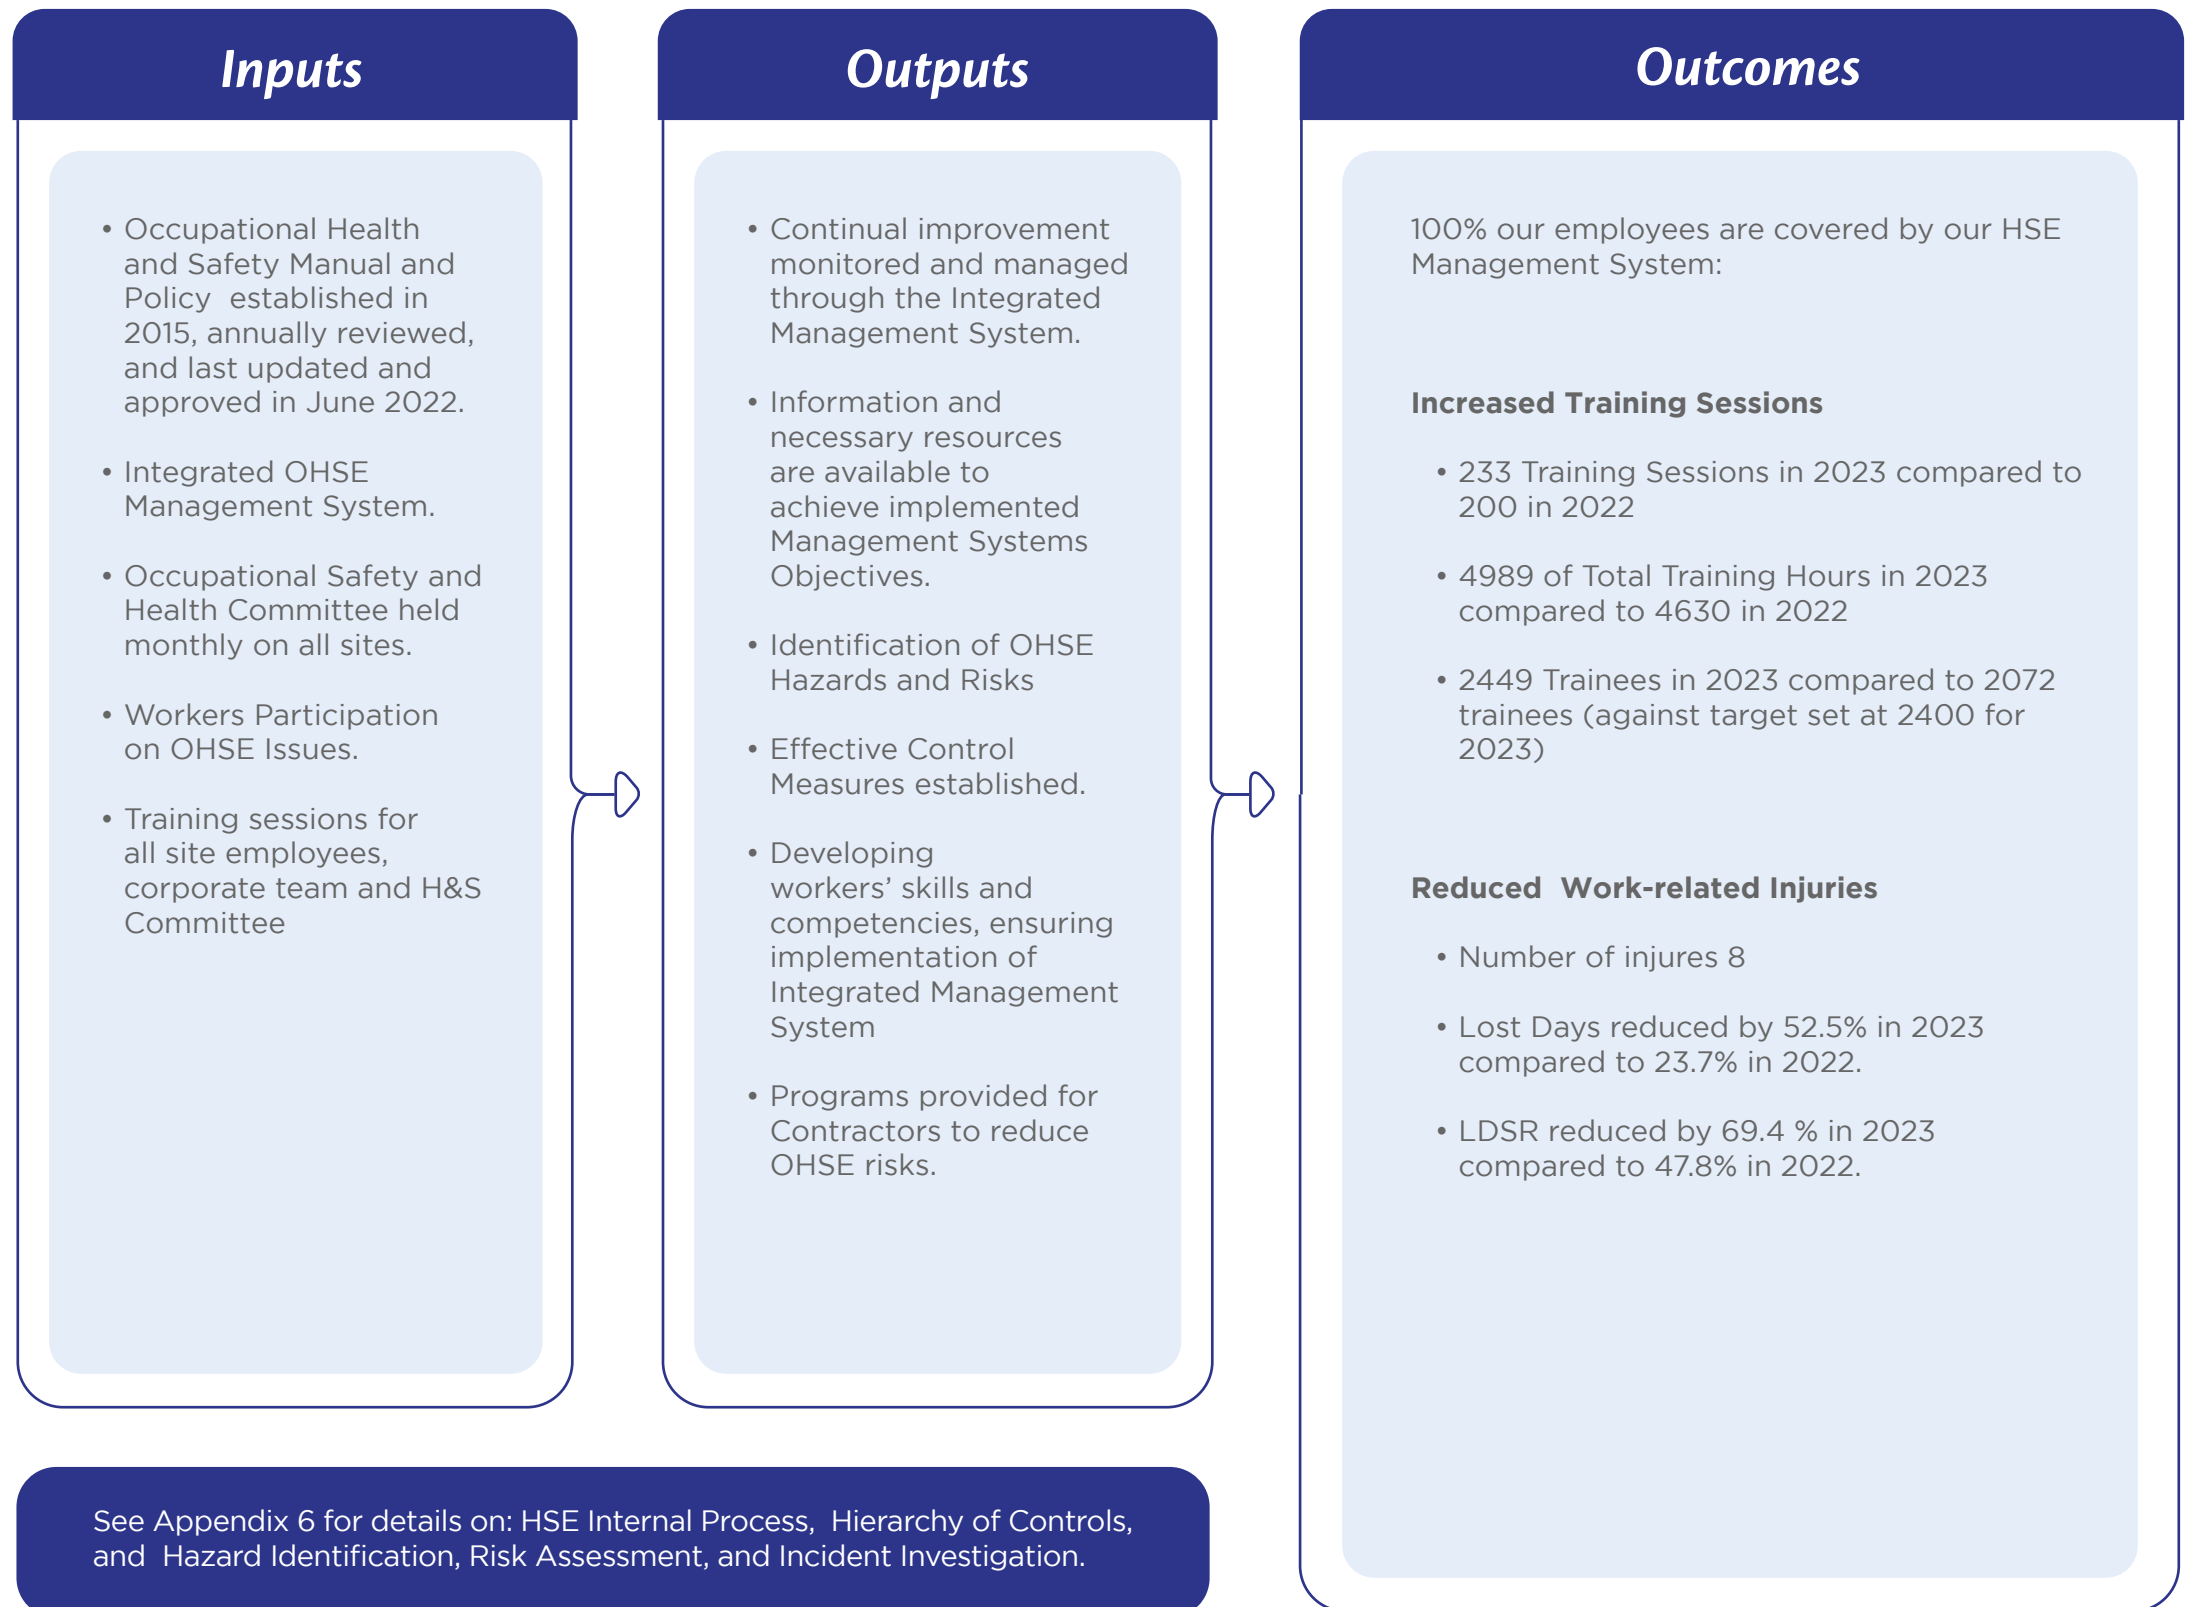 Inputs
• Occupational Health
and Safety Manual and
Policy  established in
2015, annually reviewed,
and last updated and
approved in June 2022.
• Integrated OHSE
Management System.
• Occupational Safety and
Health Committee held
monthly on all sites.
• Workers Participation
on OHSE Issues.
• Training sessions for
all site employees,
corporate team and H&S
Committee
Outputs
• Continual improvement
monitored and managed
through the Integrated
Management System.
• Information and
necessary resources
are available to
achieve implemented
Management Systems
Objectives.
• Identification of OHSE
Hazards and Risks
• Effective Control
Measures established.
• Developing
workers’ skills and
competencies, ensuring
implementation of
Integrated Management
System
• Programs provided for
Contractors to reduce
OHSE risks.
Outcomes
100% our employees are covered by our HSE
Management System:
Increased Training Sessions
• 233 Training Sessions in 2023 compared to
200 in 2022
• 4989 of Total Training Hours in 2023
compared to 4630 in 2022
• 2449 Trainees in 2023 compared to 2072
trainees (against target set at 2400 for
2023)
Reduced  Work-related Injuries
• Number of injures 8
• Lost Days reduced by 52.5% in 2023
compared to 23.7% in 2022.
• LDSR reduced by 69.4 % in 2023
compared to 47.8% in 2022.
See Appendix 6 for details on: HSE Internal Process,  Hierarchy of Controls,
and  Hazard Identification, Risk Assessment, and Incident Investigation.